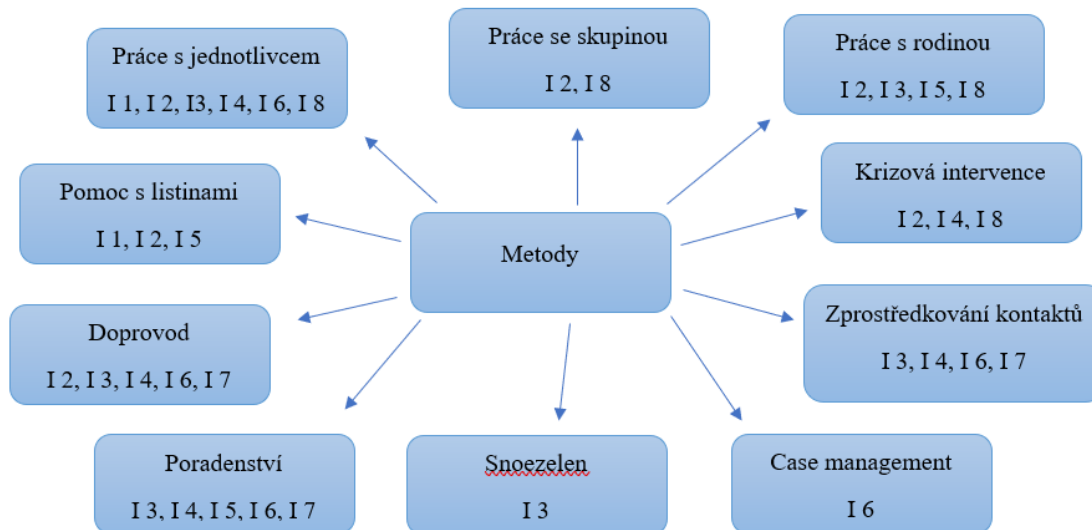 Práce s jednotlivcem
I 1, I 2, I3, I 4, I 6, I 8
Práce se skupinou
I 2, I 8
Práce s rodinou
I 2, I 3, I 5, I 8
Pomoc s listinami
I 1, I 2, I 5
Krizová intervence
I 2, I 4, I 8
Metody
Doprovod
I 2, I 3, I 4, I 6, I 7
Zprostředkování kontaktů
I 3, I 4, I 6, I 7
Poradenství
I 3, I 4, I 5, I 6, I 7
Snoezelen
I 3
Case management
I 6